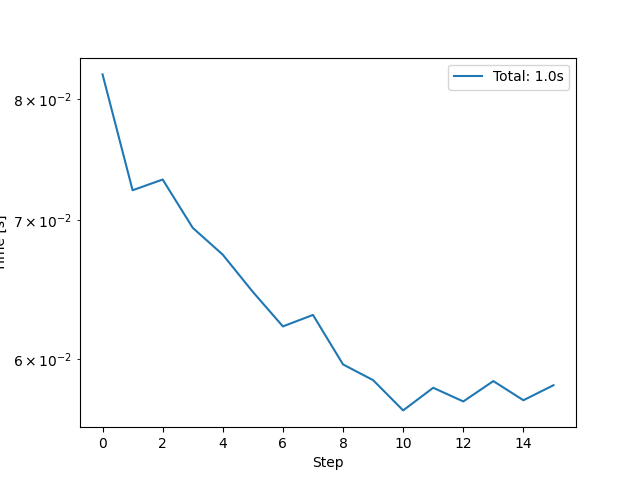 Total: 1.0s
8 × 10⁻²
7 × 10⁻²
6 × 10⁻²
[s]
0 2 4 6 8 10 12 14
Step